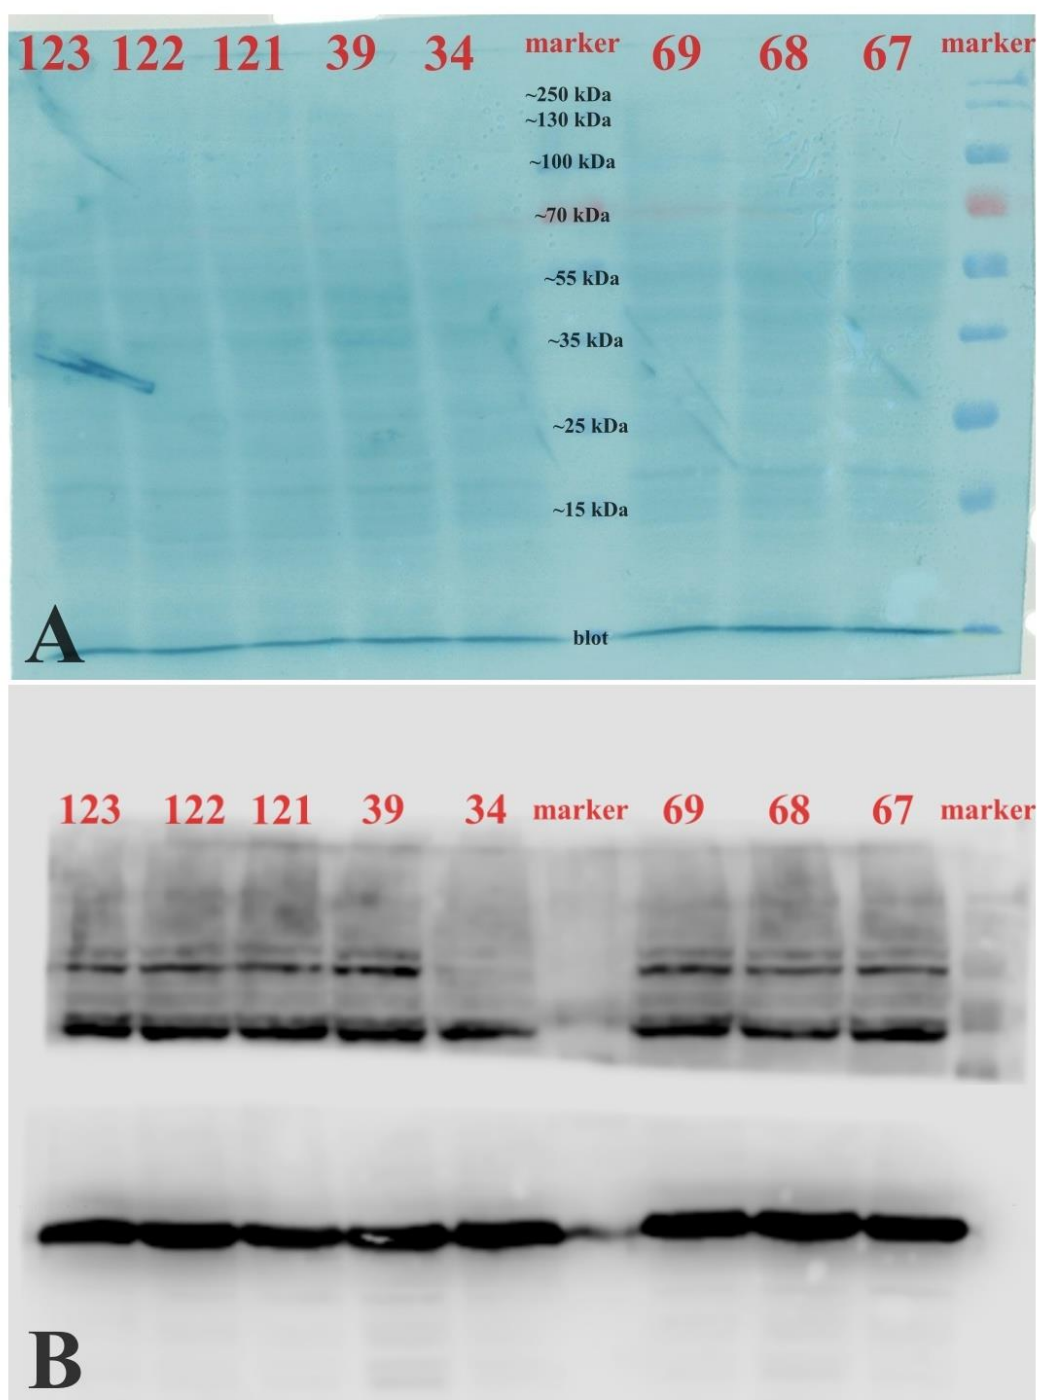 123 122 121 39 34 marker 69 68 67 marker
~250 kDa
~130 kDa
~100 kDa
~70 kDa
~55 kDa
~35 kDa
~25 kDa
~15 kDa
blot
A
123 122 121 39 34 marker 69 68 67 marker
B